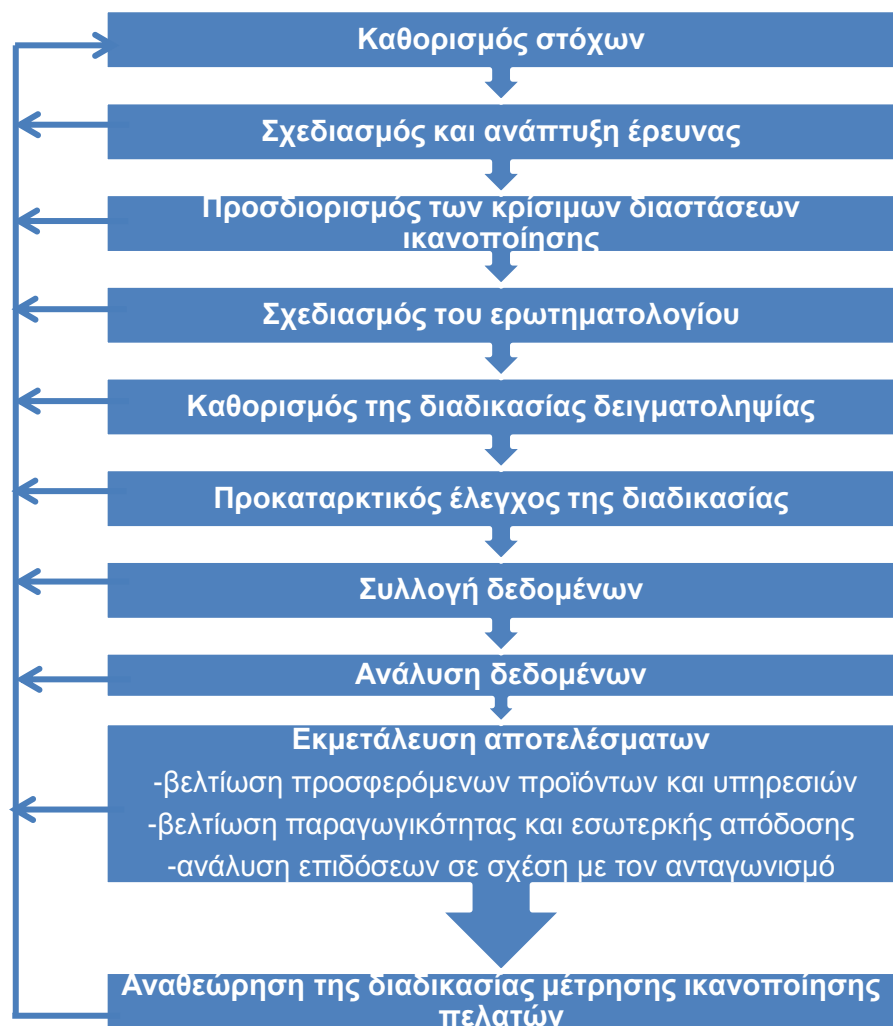 Καθορισμός στόχων
Σχεδιασμός και ανάπτυξη έρευνας
Προσδιορισμός των κρίσιμων διαστάσεων
ικανοποίησης
Σχεδιασμός του ερωτηματολογίου
Καθορισμός της διαδικασίας δειγματοληψίας
Προκαταρκτικός έλεγχος της διαδικασίας
Συλλογή δεδομένων
Ανάλυση δεδομένων
Εκμετάλευση αποτελέσματων
-βελτίωση προσφερόμενων προϊόντων και υπηρεσιών
-βελτίωση παραγωγικότητας και εσωτερκής απόδοσης
-ανάλυση επιδόσεων σε σχέση με τον ανταγωνισμό
Αναθεώρηση της διαδικασίας μέτρησης ικανοποίησης
πελατών